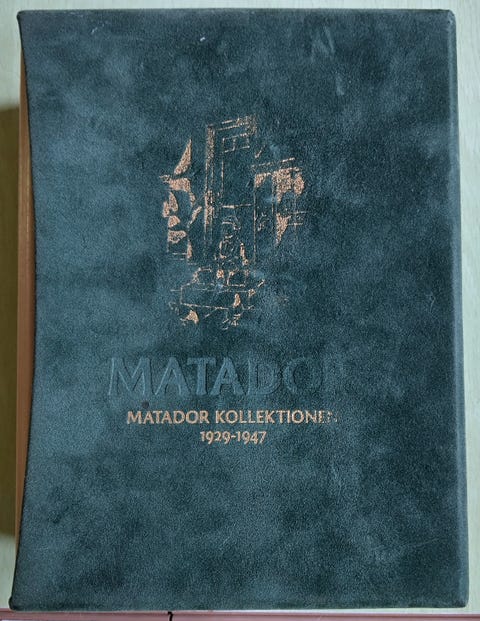 MATADOR
MATADOR KOLLEKTIONEN
1929-1947